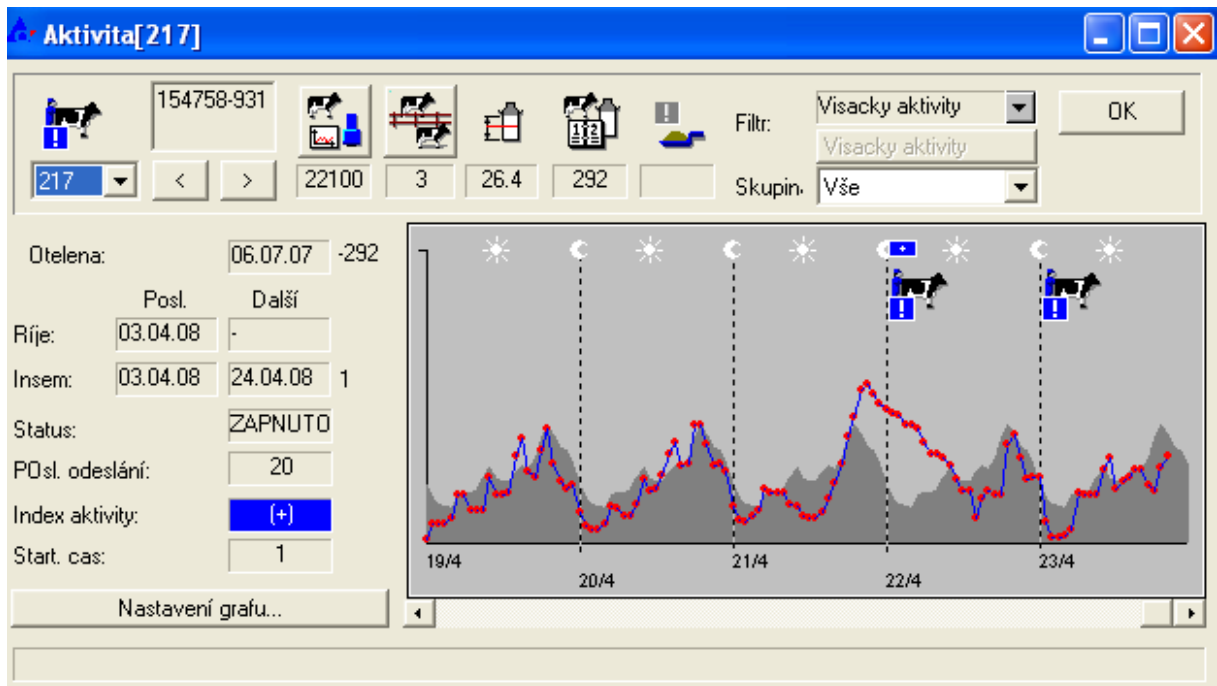 Aktivita[217]
154758-931
Filtr:
Visacky aktivity
OK
Visacky aktivity
217
<
>
22100
3
26.4
292
Skupin
Vše
Otelena:
06.07.07
-292
Posl.
Další
Ríje:
03.04.08
-
Insem:
03.04.08
24.04.08
1
Status:
ZAPNUTO
POsl. odeslání:
20
Index aktivity:
(+)
Start. cas:
1
Nastavení grafu...
19/4
20/4
21/4
22/4
23/4